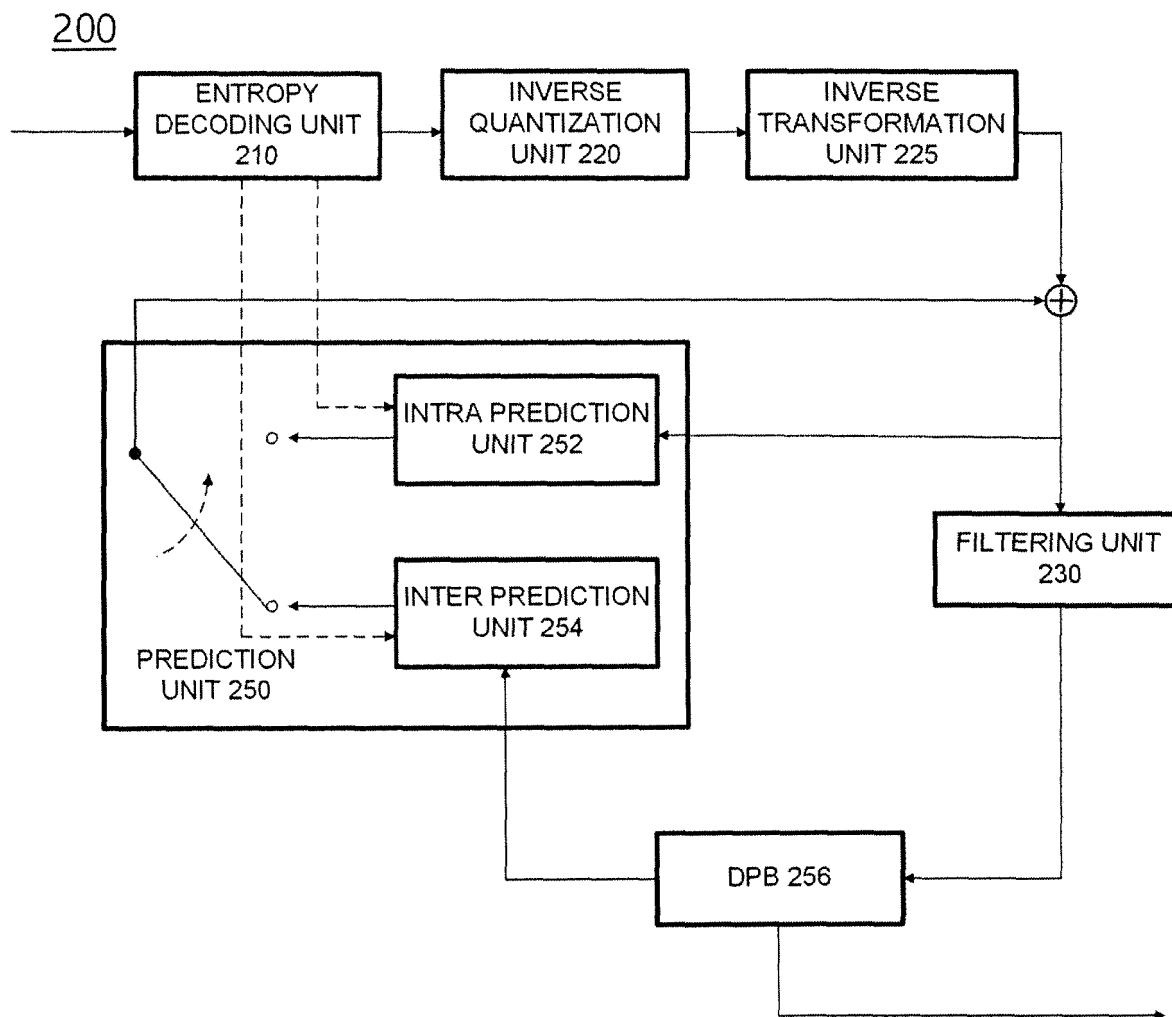 200
ENTROPY
DECODING UNIT
210
INVERSE
QUANTIZATION
UNIT 220
INVERSE
TRANSFORMATION
UNIT 225
INTRA PREDICTION
UNIT 252
FILTERING UNIT
230
INTER PREDICTION
UNIT 254
PREDICTION
UNIT 250
DPB 256